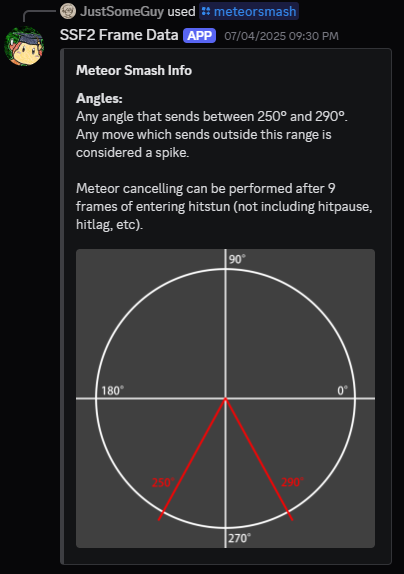 JustSomeGuy used meteorsmash
SSF2 Frame Data APP 07/04/2025 09:30 PM
Meteor Smash Info
Angles:
Any angle that sends between 250º and 290º.
Any move which sends outside this range is
considered a spike.
Meteor cancelling can be performed after 9
frames of entering hitstun (not including hitpause,
hitlag, etc).
90°
180°
0°
250°
290°
270°